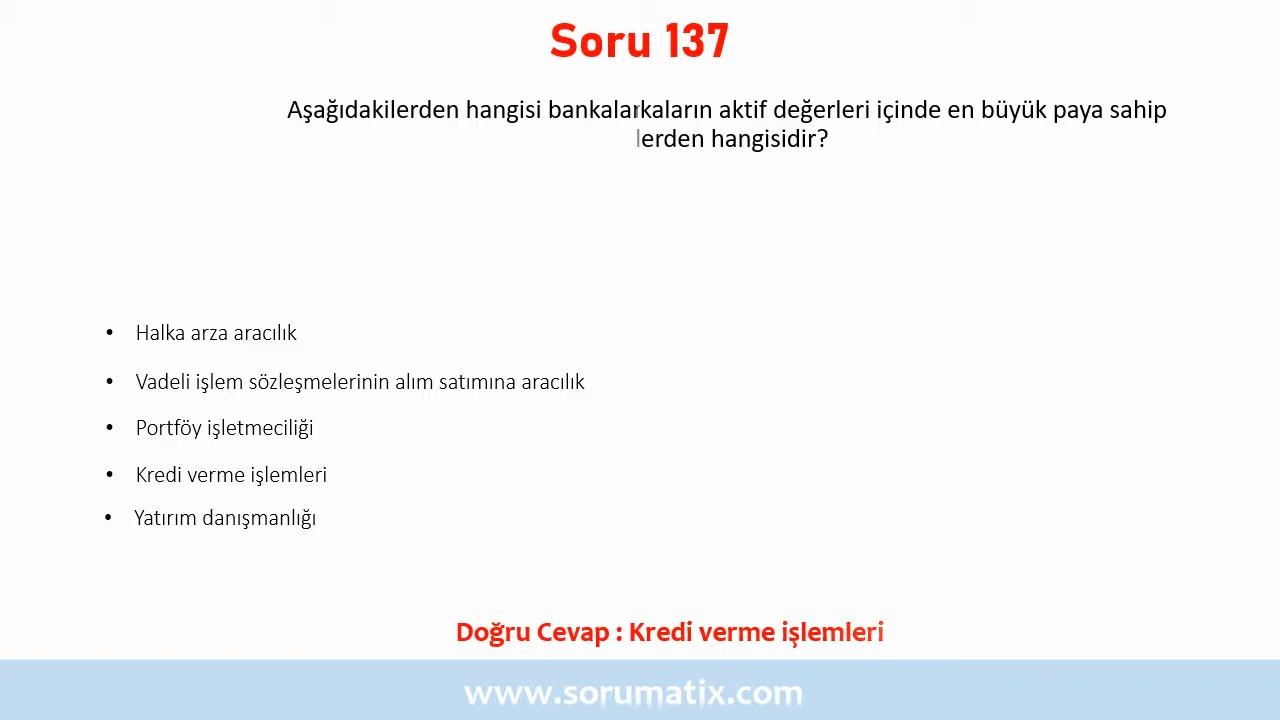 Soru 137
Aşağıdakilerden hangisi bankalarkaların aktif değerleri içinde en büyük paya sahip
lerden hangisidir?
• Halka arza aracılık
• Vadeli işlem sözleşmelerinin alım satımına aracılık
• Portföy işletmeciliği
• Kredi verme işlemleri
• Yatırım danışmanlığı
Doğru Cevap : Kredi verme işlemleri
www.sorumatix.com